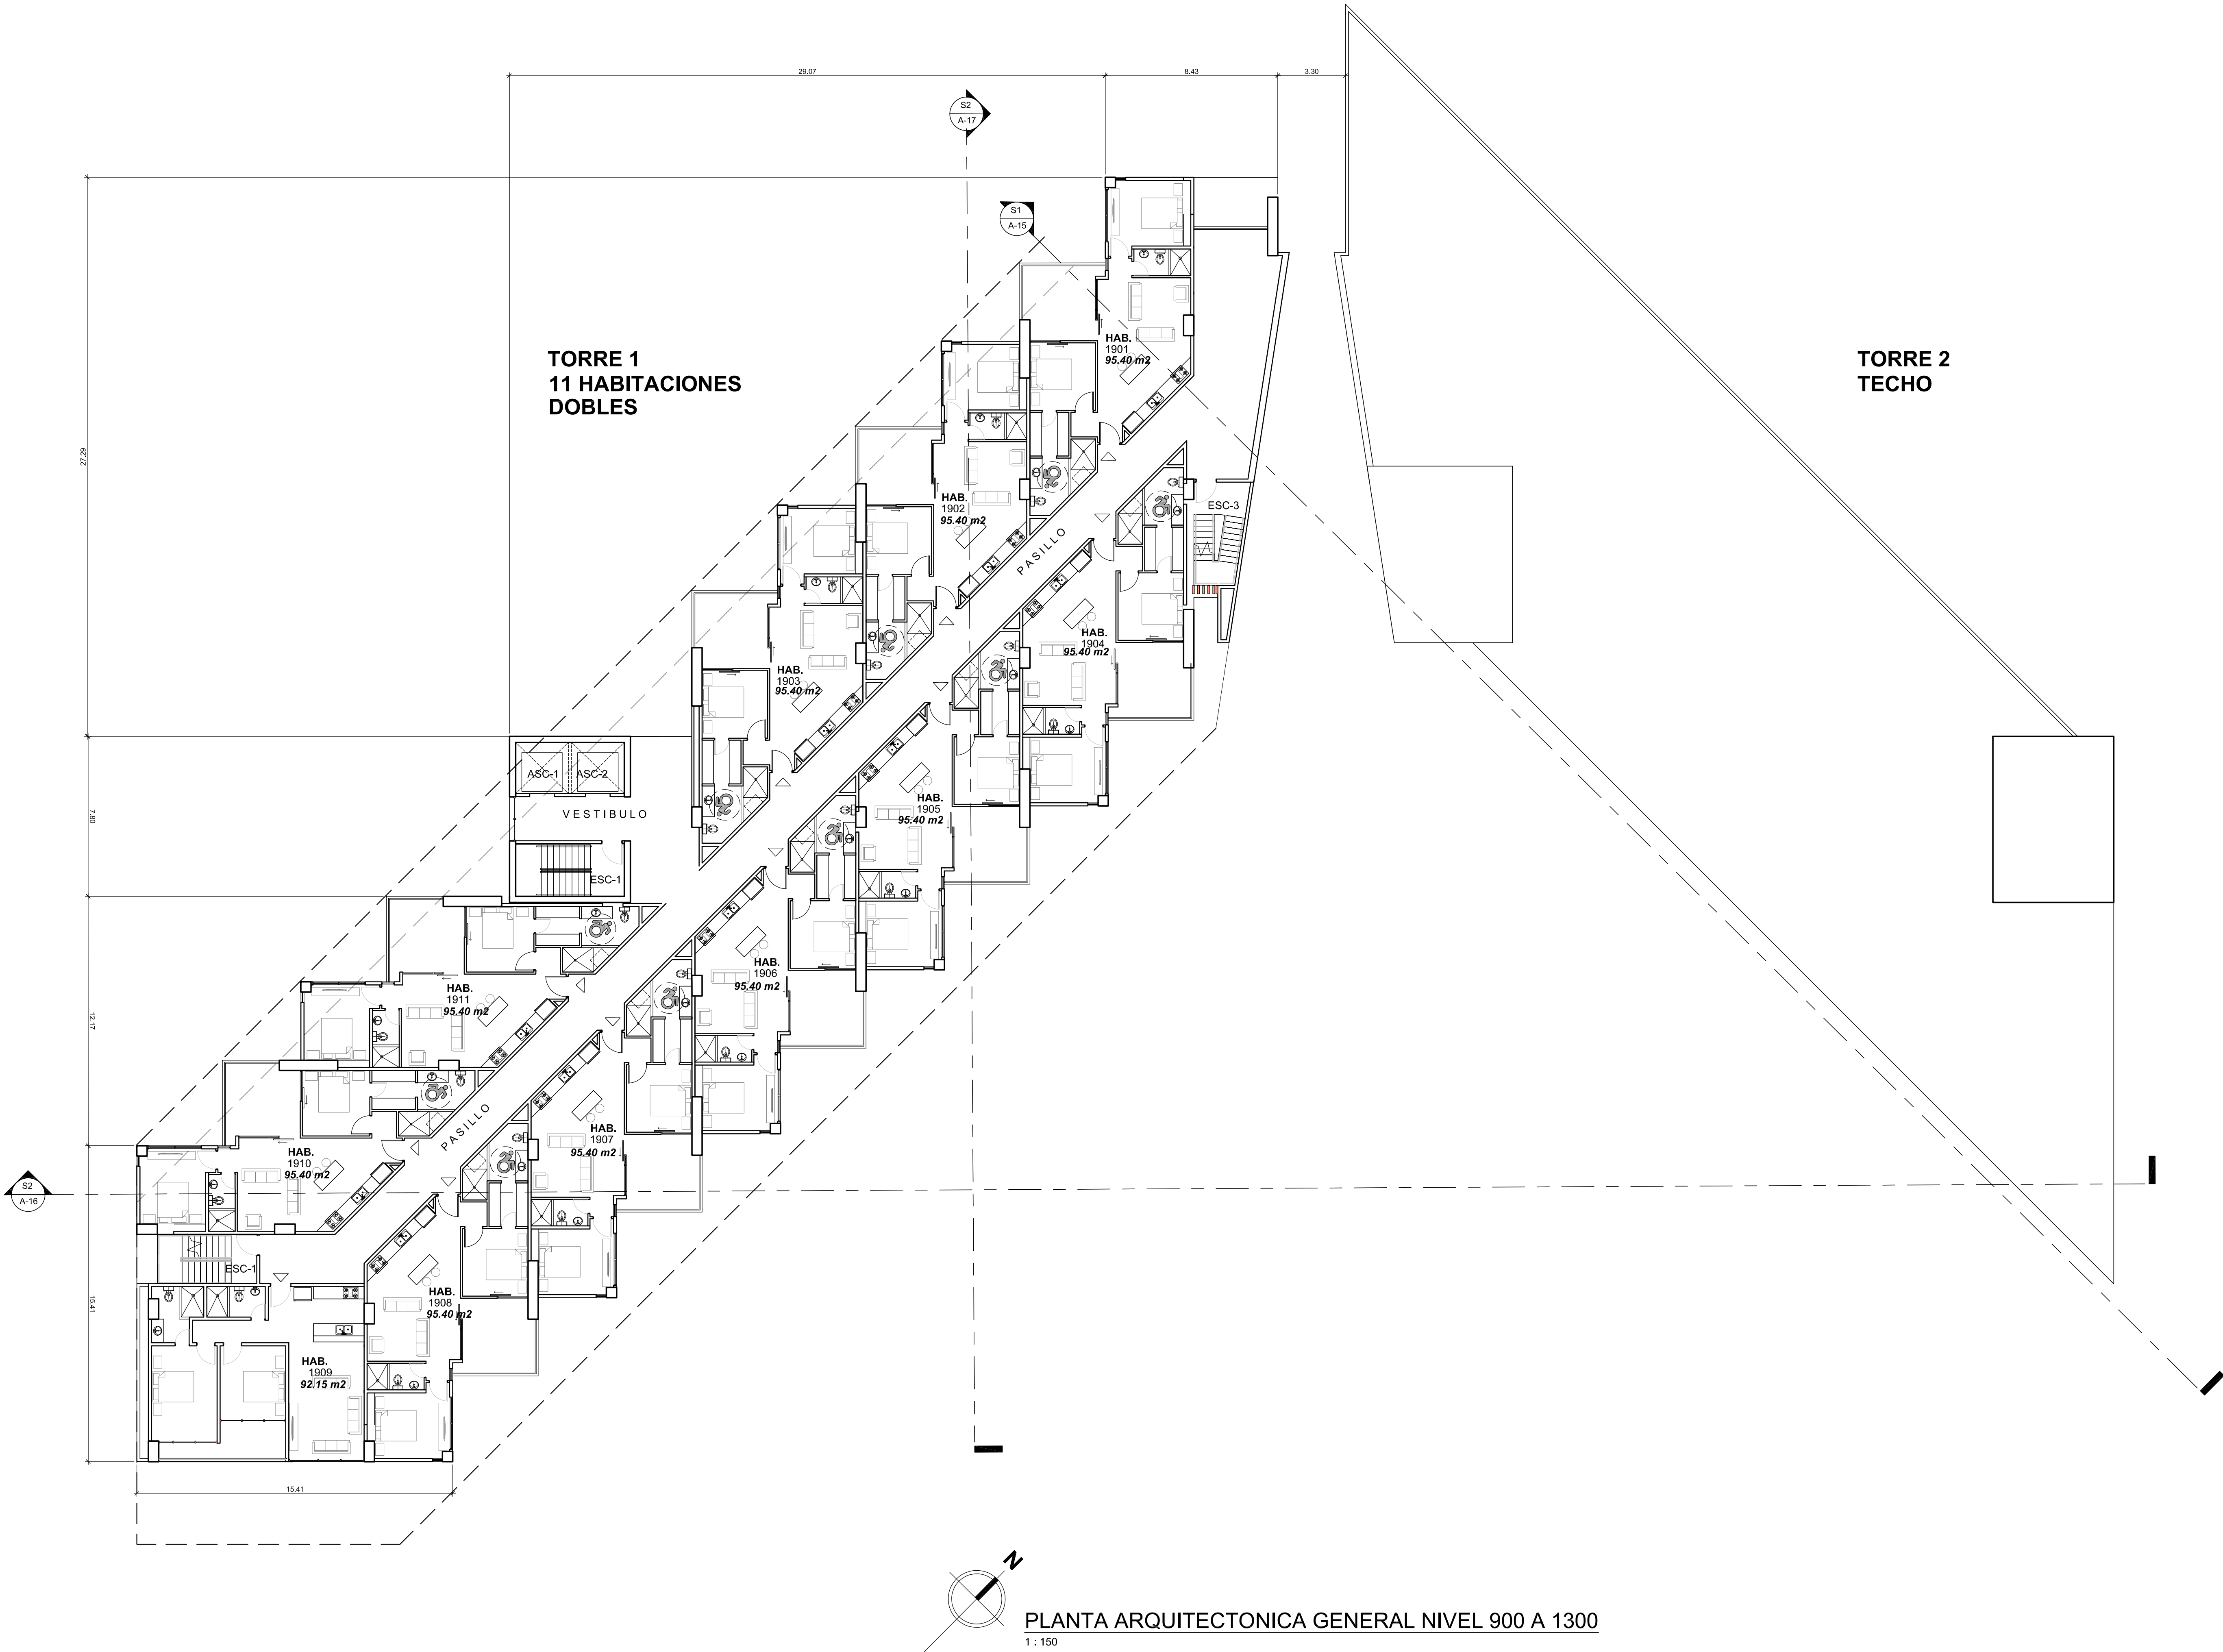 29.07
8.43
3.30
S2
A-17
S1
A-15
TORRE 1
11 HABITACIONES
DOBLES
TORRE 2
TECHO
HAB.
1901
95.40 m2
27.29
HAB.
1902
95.40 m2
ESC-3
PASILLO
HAB.
1904
95.40 m2
HAB.
1903
95.40 m2
ASC-1
ASC-2
VESTIBULO
7.80
HAB.
1905
95.40 m2
ESC-1
HAB.
1906
95.40 m2
HAB.
1911
95.40 m2
12.17
PASILLO
HAB.
1907
95.40 m2
HAB.
1910
95.40 m2
S2
A-16
ESC-1
HAB.
1908
95.40 m2
15.41
HAB.
1909
92.15 m2
15.41
N
PLANTA ARQUITECTONICA GENERAL NIVEL 900 A 1300
1 : 150